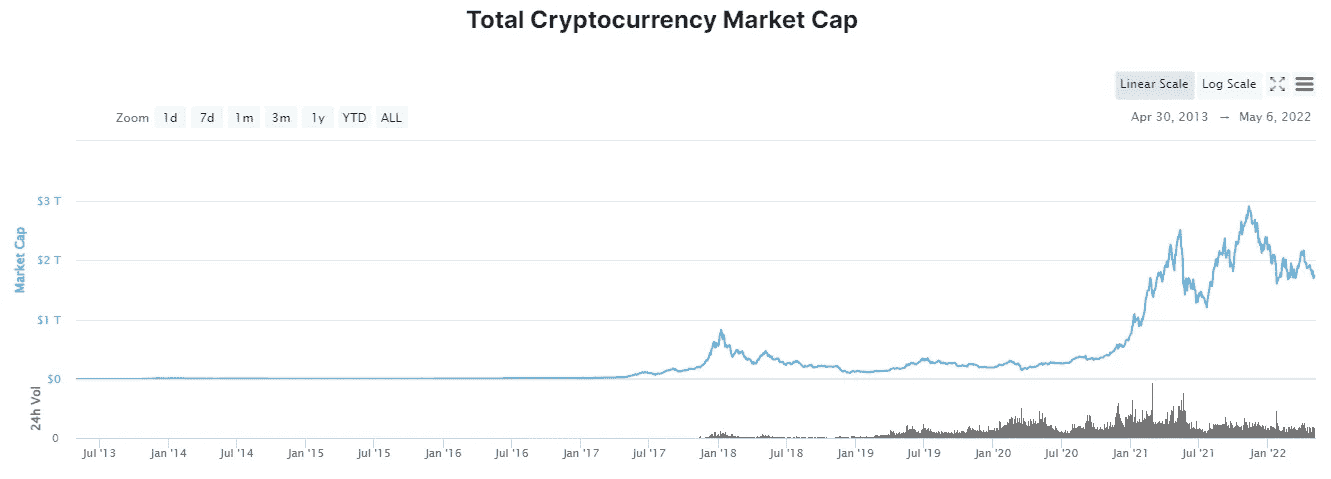 Total Cryptocurrency Market Cap
Linear Scale Log Scale
Zoom 1d 7d 1m 3m 1y YTD ALL Apr 30, 2013 → May 6, 2022
$3 T
$2 T
$1 T
$0
Market Cap
24h Vol
0
Jul '13 Jan '14 Jul '14 Jan '15 Jul '15 Jan '16 Jul '16 Jan '17 Jul '17 Jan '18 Jul '18 Jan '19 Jul '19 Jan '20 Jul '20 Jan '21 Jul '21 Jan '22